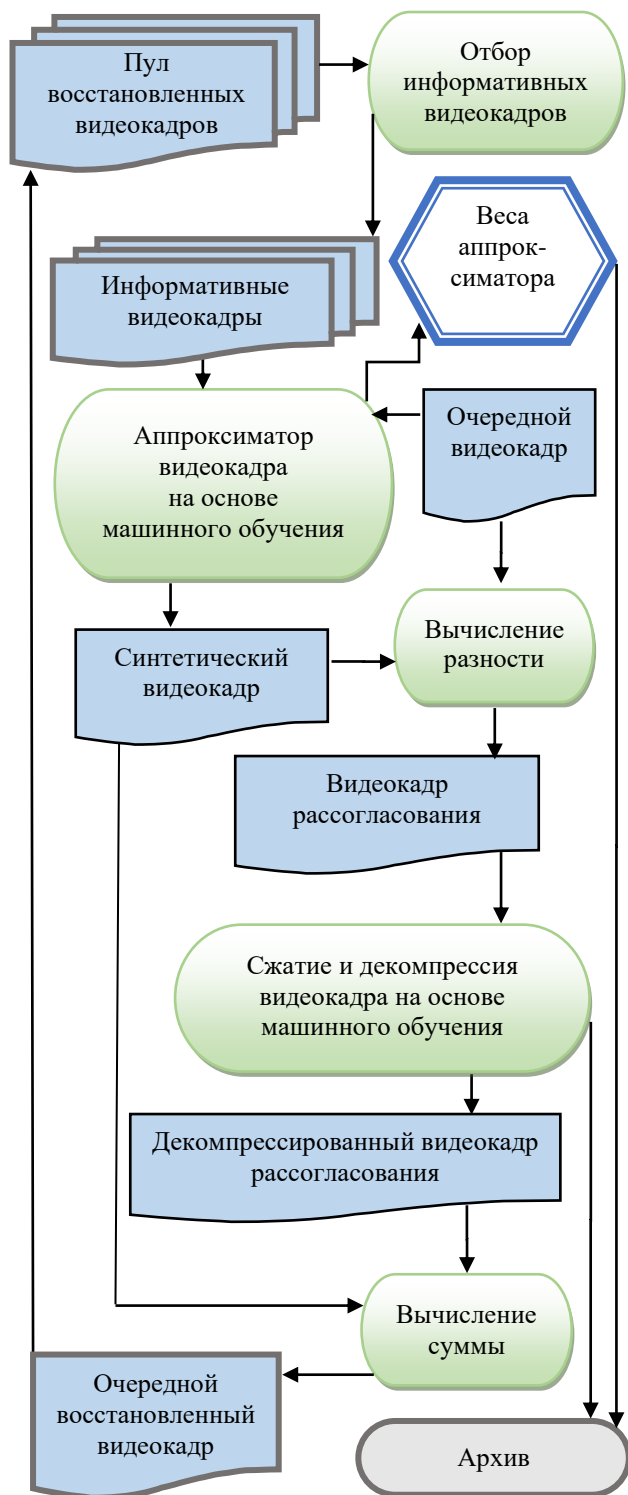 Пул
восстановленных
видеокадров
Отбор
информативных
видеокадров
Веса
аппрок-
симатора
Информативные
видеокадры
Аппроксиматор
видеокадра
на основе
машинного обучения
Очередной
видеокадр
Синтетический
видеокадр
Вычисление
разности
Видеокадр
рассогласования
Сжатие и декомпрессия
видеокадра на основе
машинного обучения
Декомпрессированный видеокадр
рассогласования
Вычисление
суммы
Очередной
восстановленный
видеокадр
Архив